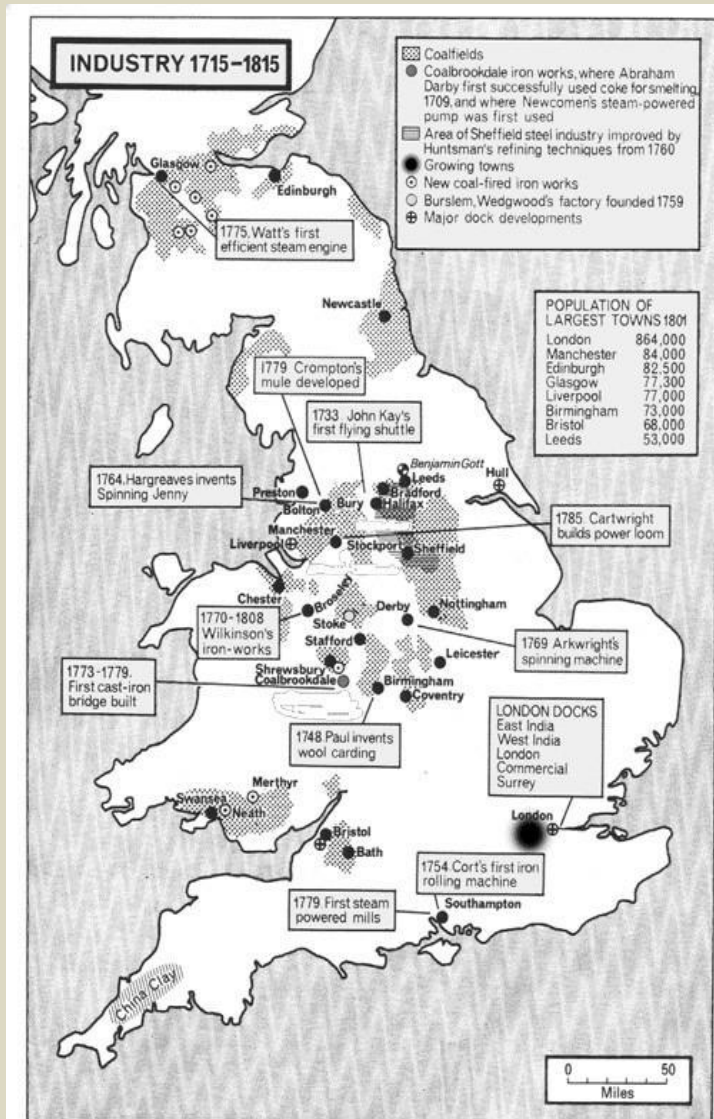 INDUSTRY 1715–1815
Coalfields
Coalbrookdale iron works, where Abraham
Darby first successfully used coke for smelting,
1709, and where Newcomen's steam-powered
pump was first used
Area of Sheffield steel industry improved by
Huntsman's refining techniques from 1760
Growing towns
New coal-fired iron works
Burslem, Wedgwood's factory founded 1759
Major dock developments
Glasgow
Edinburgh
1775. Watt's first
efficient steam engine
Newcastle
POPULATION OF
LARGEST TOWNS 1801
London 864,000
Manchester 84,000
Edinburgh 82,500
Glasgow 77,300
Liverpool 77,000
Birmingham 73,000
Bristol 68,000
Leeds 53,000
1779 Crompton's
mule developed
1733. John Kay's
first flying shuttle
1764. Hargreaves invents
Spinning Jenny
Benjamin Gott
Leeds
Hull
Preston
Bradford
Bolton
Bury
Halifax
Manchester
1785. Cartwright
builds power loom
Liverpool
Stockport
Sheffield
Chester
Broseley
1770-1808
Wilkinson's
iron-works
Stoke
Derby
Nottingham
Stafford
1769 Arkwright's
spinning machine
Shrewsbury
Leicester
Coalbrookdale
1773-1779.
First cast-iron
bridge built
Birmingham
Coventry
1748. Paul invents
wool carding
LONDON DOCKS
East India
West India
London
Commercial
Surrey
Merthyr
Swansea
Neath
London
Bristol
Bath
1754. Cort's first iron
rolling machine
1779. First steam
powered mills
Southampton
China Clay
0 50
Miles